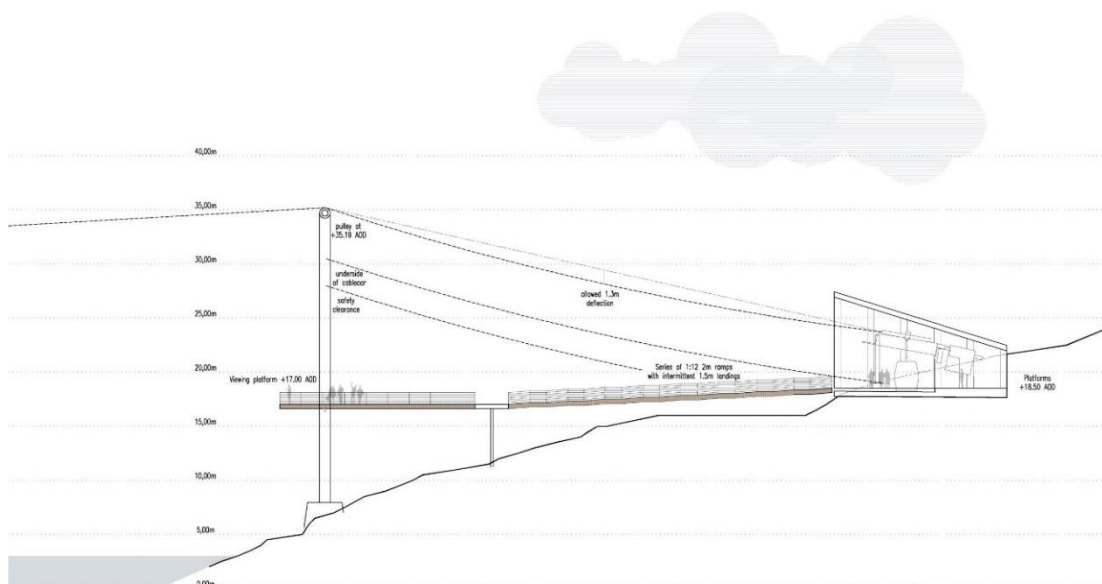 40,00m
35,00m
pulley at
+35.19 AOD
30,00m
underside
of cablecar
safety
clearance
allowed 1.3m
deflection
25,00m
20,00m
Viewing platform +17.00 AOD
Series of 1:12 2m ramps
with intermittent 1.5m landings
Platforms
+18.50 AOD
15,00m
10,00m
5,00m
0,00m